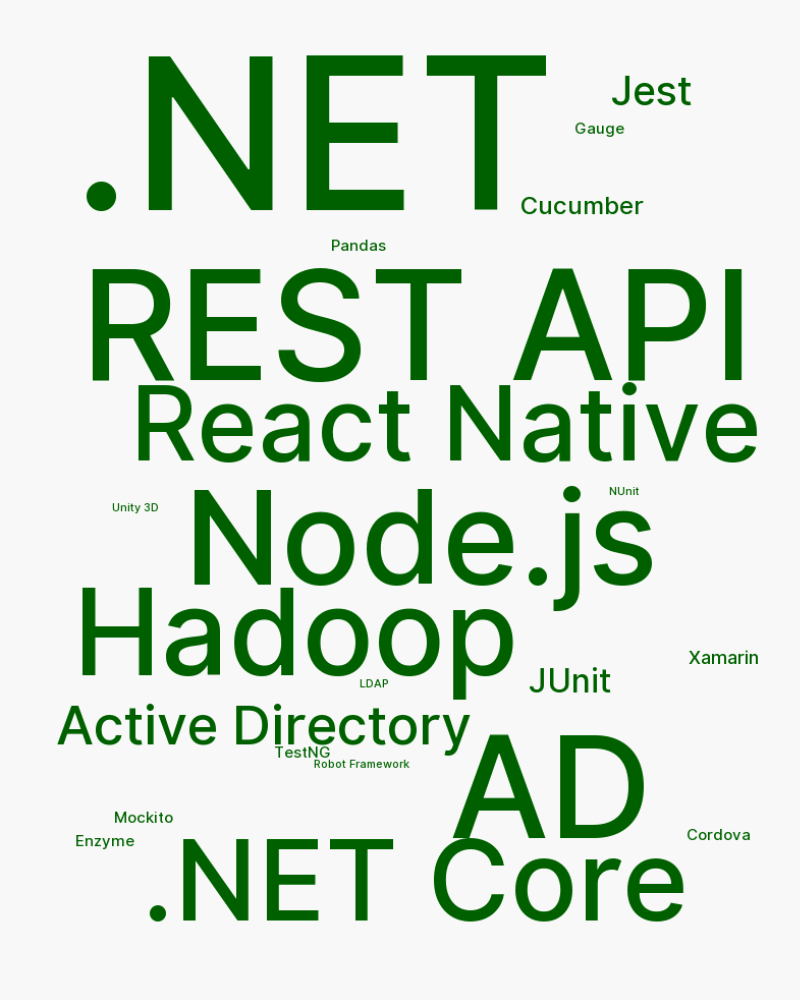 .NET
Jest
Gauge
Cucumber
Pandas
REST API
React Native
Unity 3D
Node.js
NUnit
Hadoop
Xamarin
JUnit
LDAP
Active Directory
TestNG
Robot Framework
AD
Mockito
Enzyme
Cordova
.NET Core